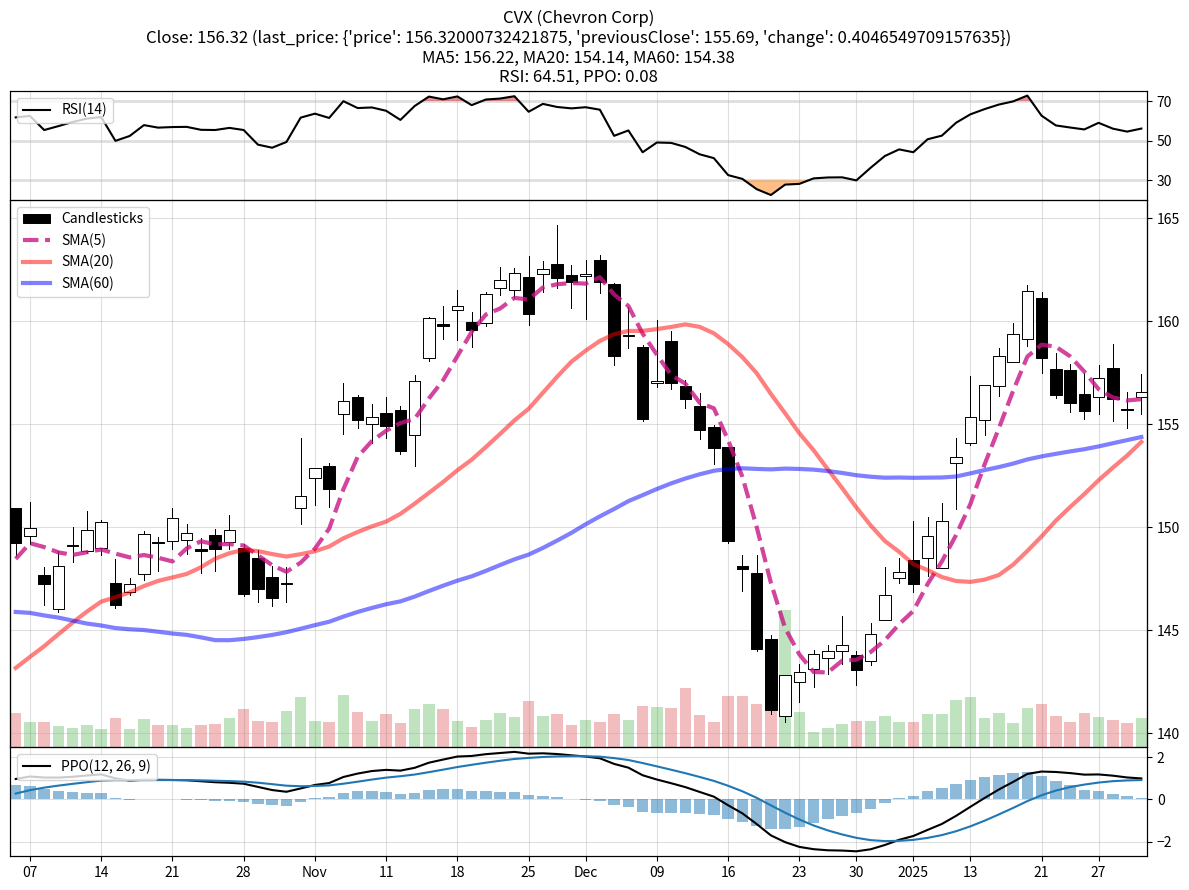 CVX (Chevron Corp)
Close: 156.32 (last_price: {'price': 156.32000732421875, 'previousClose': 155.69, 'change': 0.4046549709157635})
MA5: 156.22, MA20: 154.14, MA60: 154.38
RSI: 64.51, PPO: 0.08
RSI(14)
70
50
30
Candlesticks
SMA(5)
SMA(20)
SMA(60)
165
160
155
150
145
140
PPO(12, 26, 9)
2
0
−2
07 14 21 28 Nov 11 18 25 Dec 09 16 23 30 2025 13 21 27